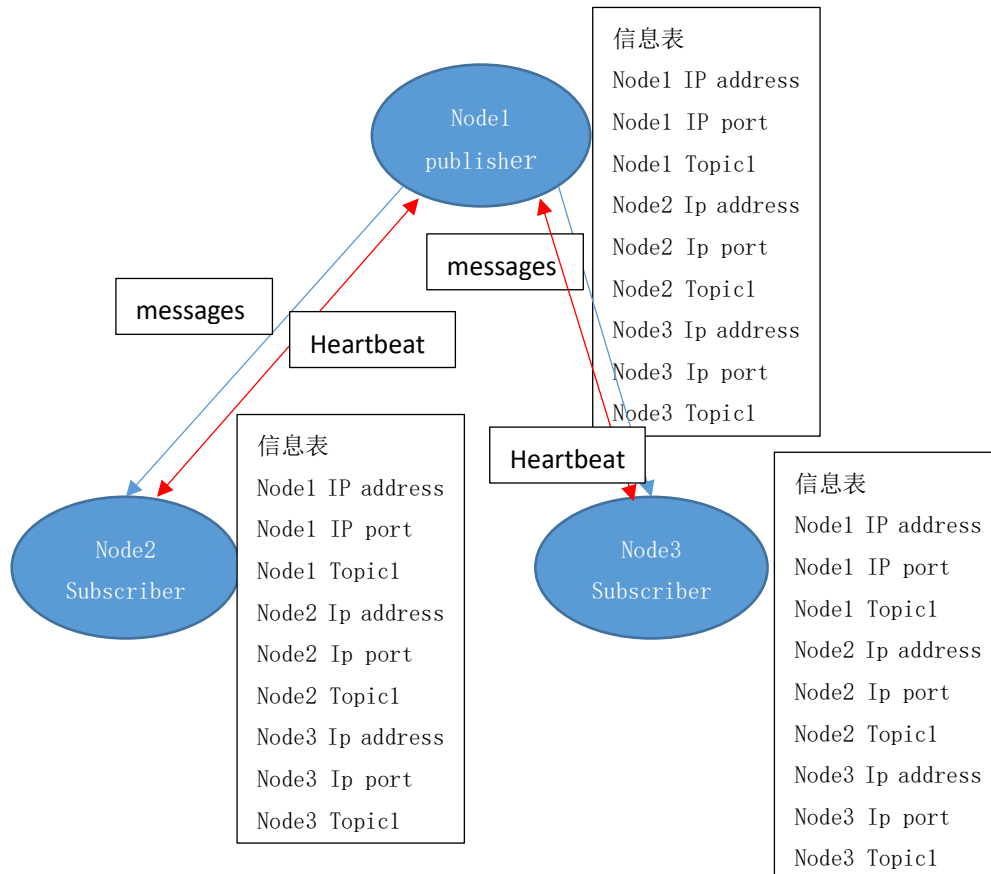 Node1
publisher
信息表
Node1 IP address
Node1 IP port
Node1 Topic1
Node2 Ip address
Node2 Ip port
Node2 Topic1
Node3 Ip address
Node3 Ip port
Node3 Topic1
messages
messages
Heartbeat
Heartbeat
Node2
Subscriber
信息表
Node1 IP address
Node1 IP port
Node1 Topic1
Node2 Ip address
Node2 Ip port
Node2 Topic1
Node3 Ip address
Node3 Ip port
Node3 Topic1
Node3
Subscriber
信息表
Node1 IP address
Node1 IP port
Node1 Topic1
Node2 Ip address
Node2 Ip port
Node2 Topic1
Node3 Ip address
Node3 Ip port
Node3 Topic1